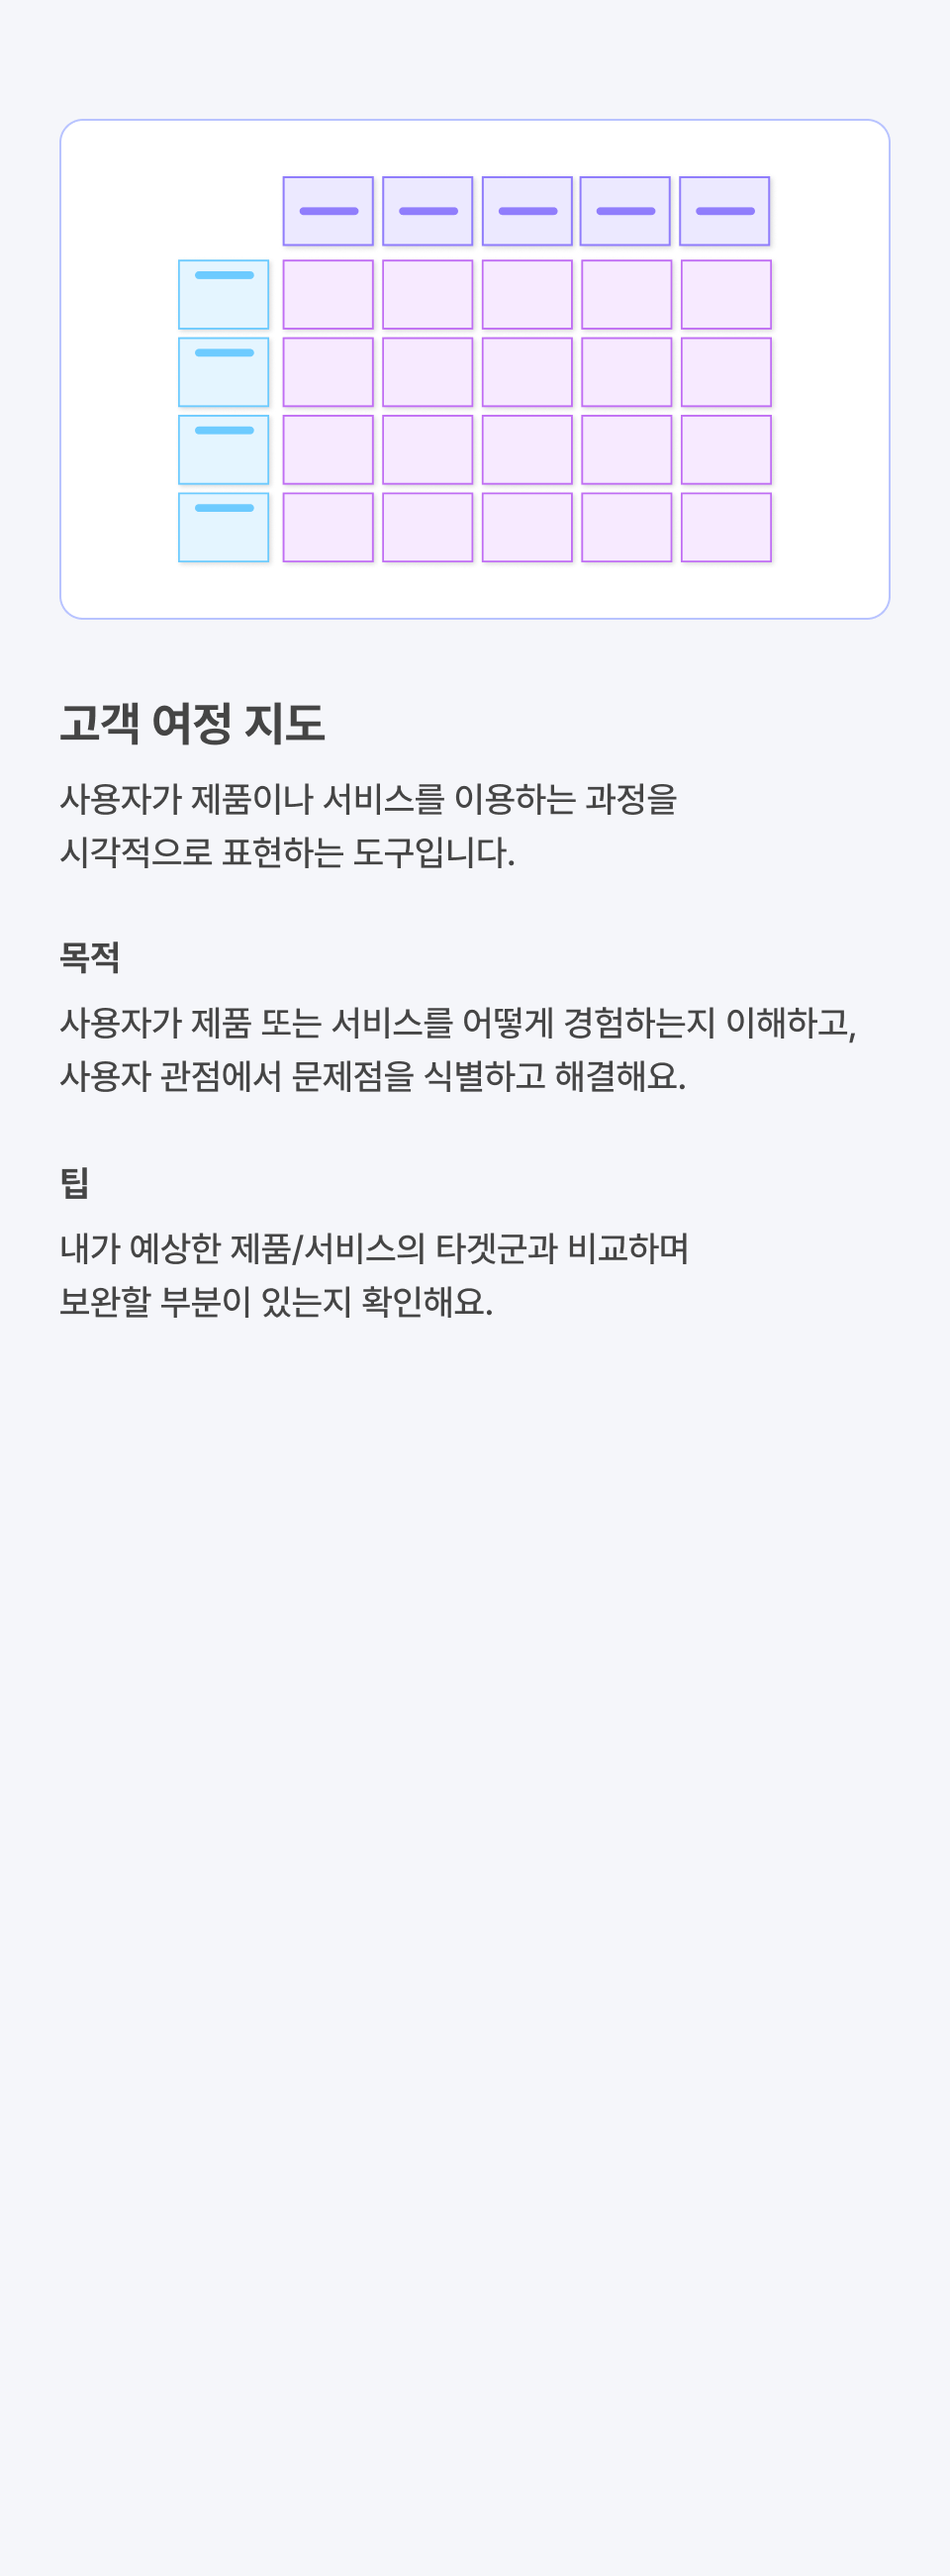 고객 여정 지도
사용자가 제품이나 서비스를 이용하는 과정을
시각적으로 표현하는 도구입니다.
목적
사용자가 제품 또는 서비스를 어떻게 경험하는지 이해하고,
사용자 관점에서 문제점을 식별하고 해결해요.
팁
내가 예상한 제품/서비스의 타겟군과 비교하며
보완할 부분이 있는지 확인해요.